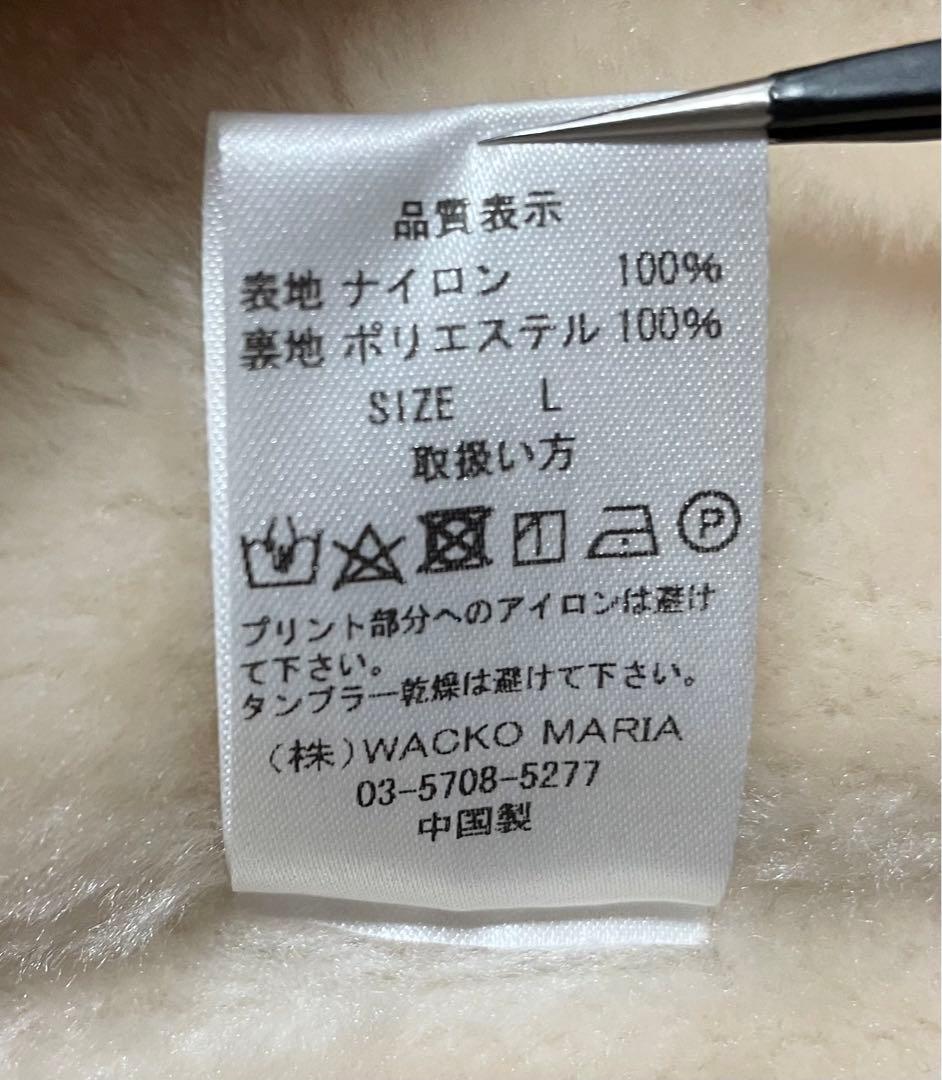 品質表示
表地 ナイロン 100%
裏地 ポリエステル 100%
SIZE L
取扱い方
P
プリント部分へのアイロンは避け
て下さい。
タンブラー乾燥は避けて下さい。
(株)WACKO MARIA
03-5708-5277
中国製